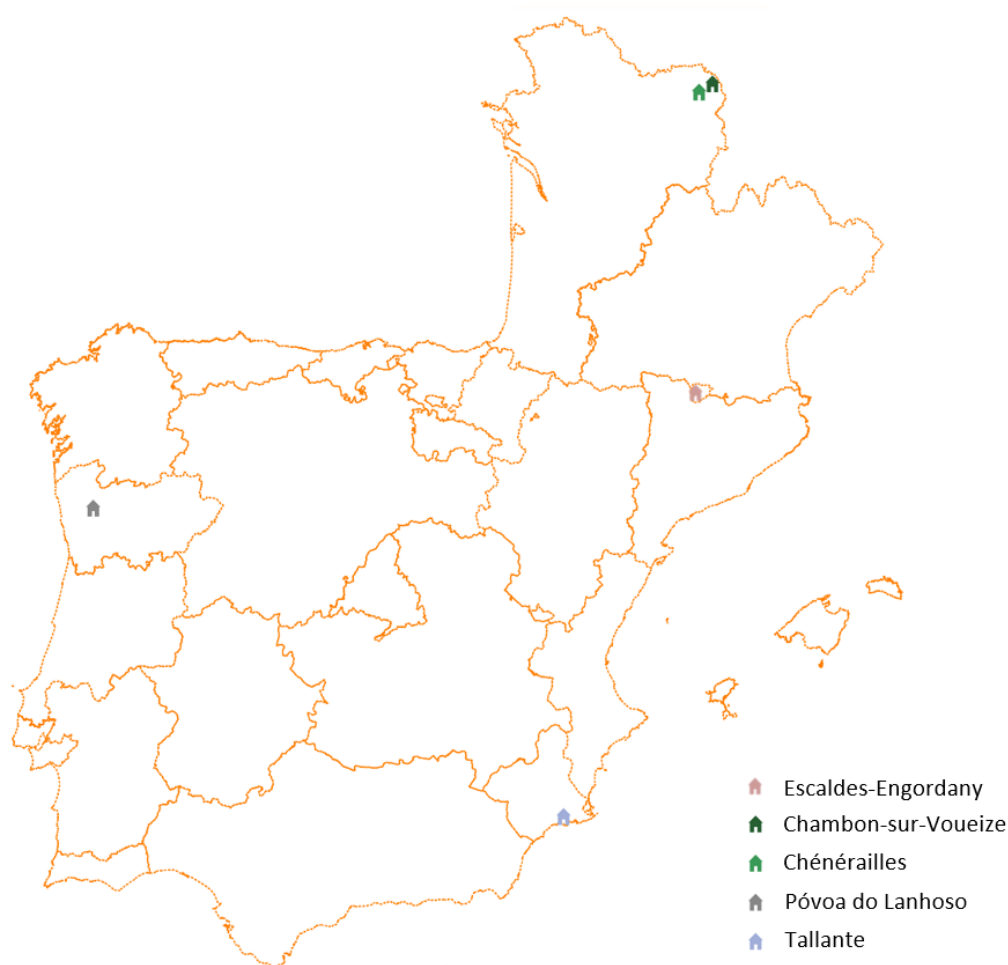 Escaldes-Engordany
Chambon-sur-Voueize
Chénérailles
Póvoa do Lanhoso
Tallante